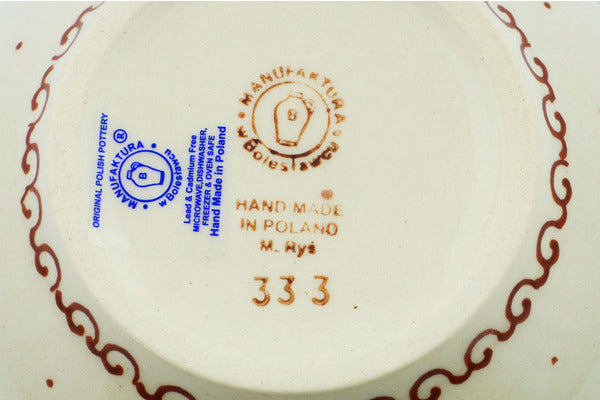 ORIGINAL POLISH POTTERY
MANUFAKTURA ®
B
w Bolesławcu
Lead & Cadmium Free
MICROWAVE,DISHWASHER,
FREEZER & OVEN SAFE
Hand Made in Poland
MANUFAKTURA
B
w Bolesławcu
HAND MADE
IN POLAND
M. Ryś
333